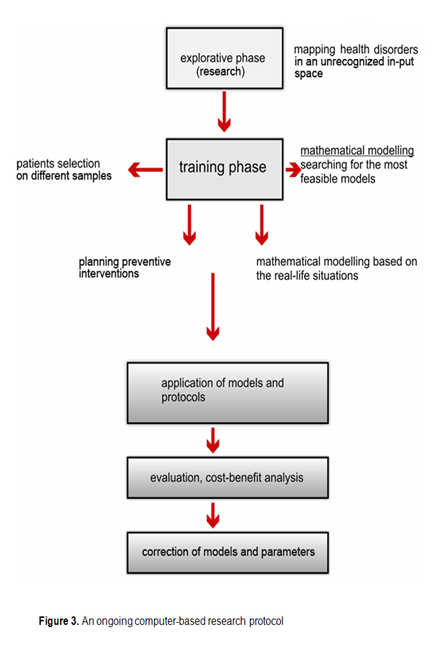 explorative phase
(research)
mapping health disorders
in an unrecognized in-put
space
patients selection
on different samples
training phase
mathematical modelling
searching for the most
feasible models
planning preventive
interventions
mathematical modelling based on
the real-life situations
application of models and
protocols
evaluation, cost-benefit analysis
correction of models and parameters
Figure 3. An ongoing computer-based research protocol